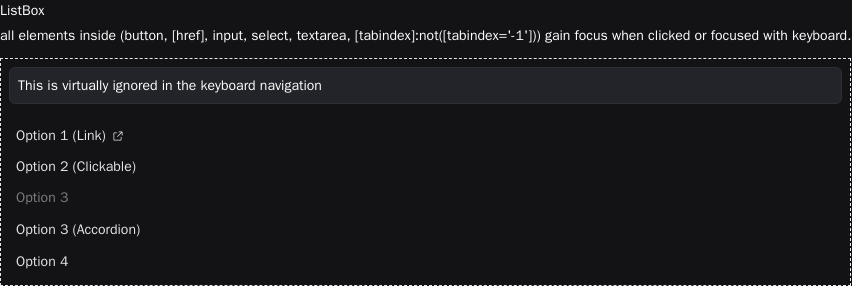 ListBox
all elements inside (button, [href], input, select, textarea, [tabindex]:not([tabindex='-1'])) gain focus when clicked or focused with keyboard.
This is virtually ignored in the keyboard navigation
Option 1 (Link)
Option 2 (Clickable)
Option 3
Option 3 (Accordion)
Option 4